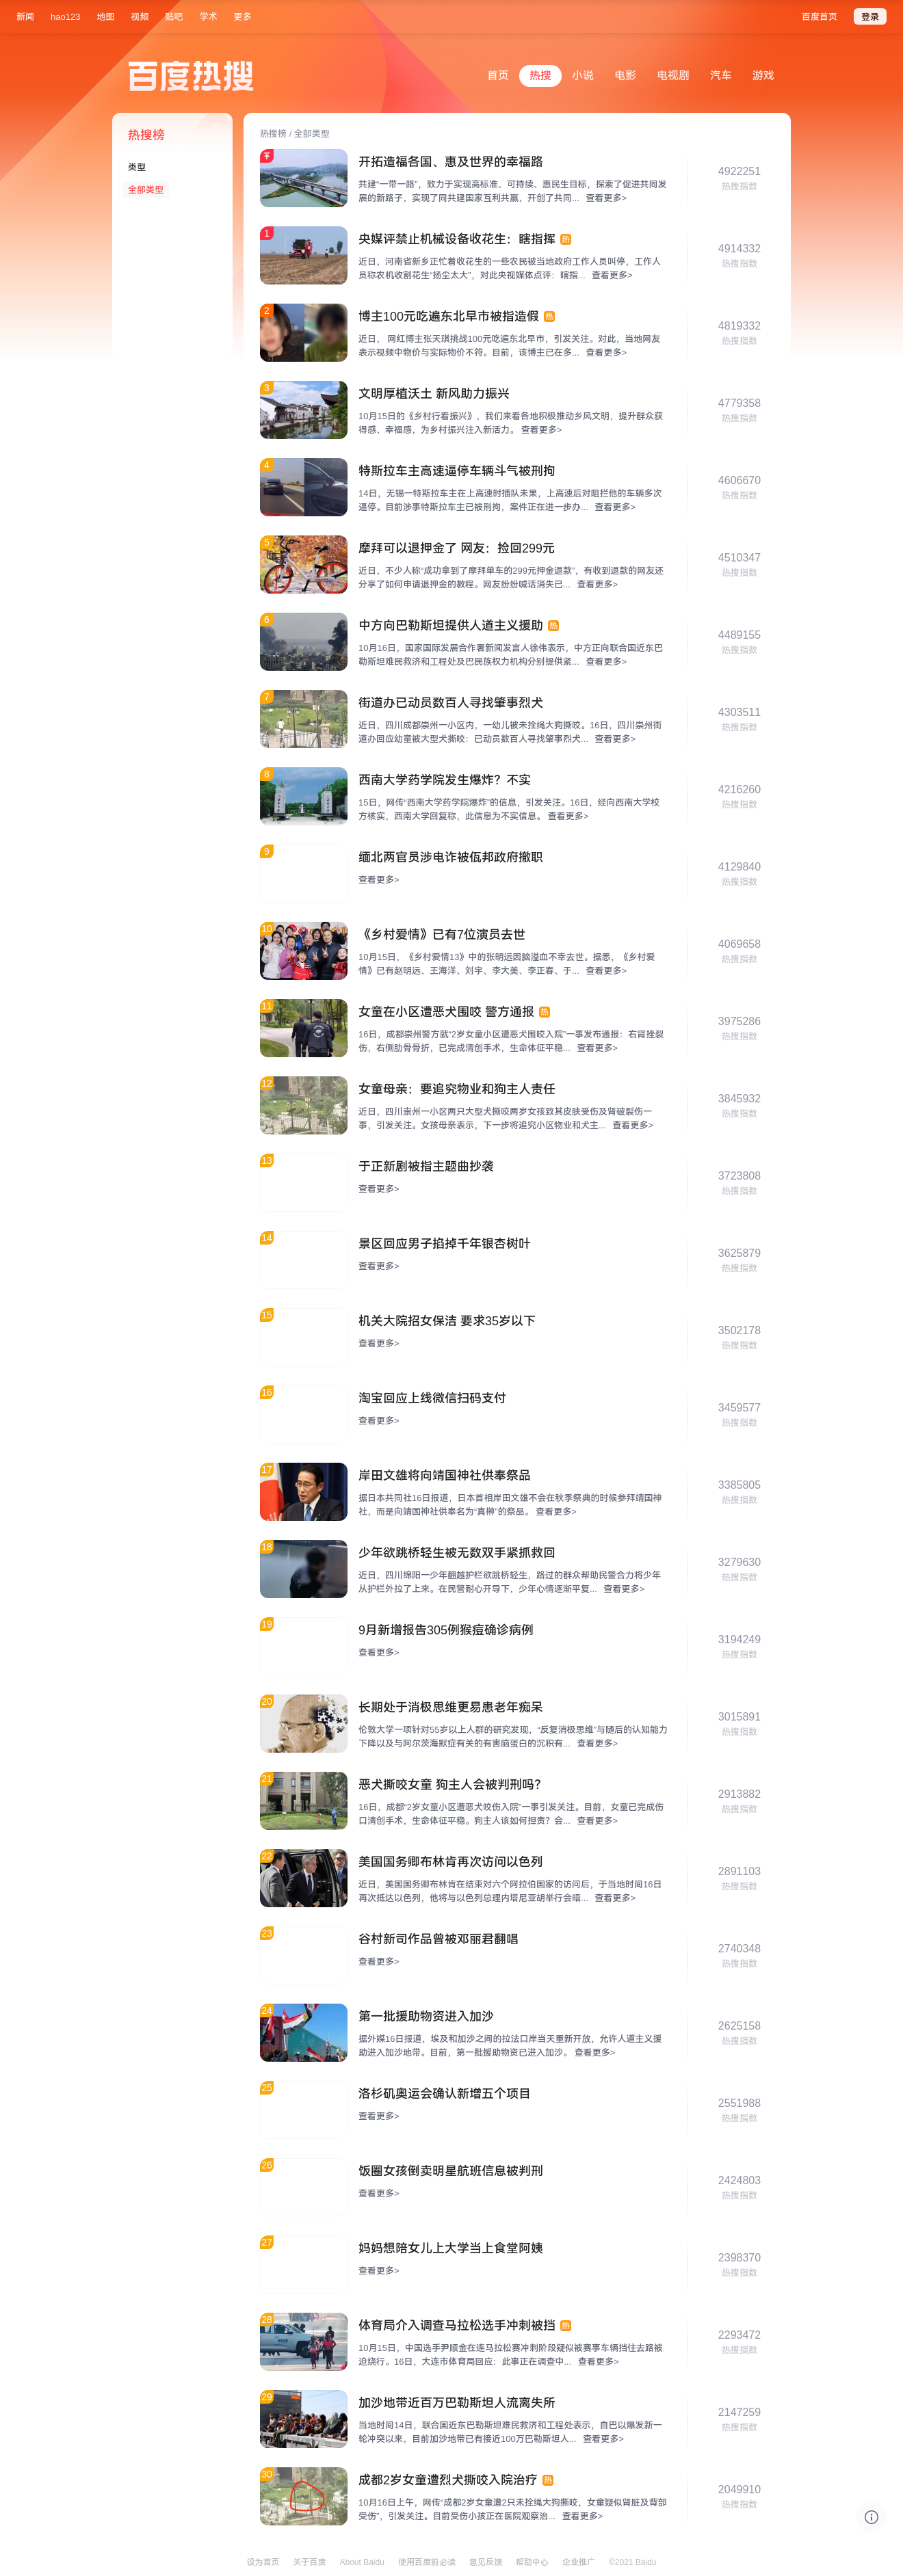 新闻 hao123 地图 视频 贴吧 学术 更多 百度首页 登录
百度热搜
首页 热搜 小说 电影 电视剧 汽车 游戏
热搜榜
类型
全部类型
热搜榜 / 全部类型
开拓造福各国、惠及世界的幸福路
共建“一带一路”，致力于实现高标准、可持续、惠民生目标，探索了促进共同发
展的新路子，实现了同共建国家互利共赢，开创了共同... 查看更多>
4922251
热搜指数
1
央媒评禁止机械设备收花生：瞎指挥 热
近日，河南省新乡正忙着收花生的一些农民被当地政府工作人员叫停，工作人
员称农机收割花生“扬尘太大”，对此央视媒体点评：瞎指... 查看更多>
4914332
热搜指数
2
博主100元吃遍东北早市被指造假 热
近日， 网红博主张天琪挑战100元吃遍东北早市，引发关注。对此，当地网友
表示视频中物价与实际物价不符。目前，该博主已在多... 查看更多>
4819332
热搜指数
3
文明厚植沃土 新风助力振兴
10月15日的《乡村行看振兴》，我们来看各地积极推动乡风文明，提升群众获
得感、幸福感，为乡村振兴注入新活力。 查看更多>
4779358
热搜指数
4
特斯拉车主高速逼停车辆斗气被刑拘
14日，无锡一特斯拉车主在上高速时插队未果，上高速后对阻拦他的车辆多次
逼停。目前涉事特斯拉车主已被刑拘，案件正在进一步办... 查看更多>
4606670
热搜指数
5
摩拜可以退押金了 网友：捡回299元
近日，不少人称“成功拿到了摩拜单车的299元押金退款”，有收到退款的网友还
分享了如何申请退押金的教程。网友纷纷喊话消失已... 查看更多>
4510347
热搜指数
6
中方向巴勒斯坦提供人道主义援助 热
10月16日，国家国际发展合作署新闻发言人徐伟表示，中方正向联合国近东巴
勒斯坦难民救济和工程处及巴民族权力机构分别提供紧... 查看更多>
4489155
热搜指数
7
街道办已动员数百人寻找肇事烈犬
近日，四川成都崇州一小区内，一幼儿被未拴绳大狗撕咬。16日，四川崇州街
道办回应幼童被大型犬撕咬：已动员数百人寻找肇事烈犬... 查看更多>
4303511
热搜指数
8
西南大学药学院发生爆炸？不实
15日，网传“西南大学药学院爆炸”的信息，引发关注。16日，经向西南大学校
方核实，西南大学回复称，此信息为不实信息。 查看更多>
4216260
热搜指数
9
缅北两官员涉电诈被佤邦政府撤职
查看更多>
4129840
热搜指数
10
《乡村爱情》已有7位演员去世
10月15日，《乡村爱情13》中的张明远因脑溢血不幸去世。据悉，《乡村爱
情》已有赵明远、王海洋、刘宇、李大美、李正春、于... 查看更多>
4069658
热搜指数
11
女童在小区遭恶犬围咬 警方通报 热
16日，成都崇州警方就“2岁女童小区遭恶犬围咬入院”一事发布通报：右肾挫裂
伤，右侧肋骨骨折，已完成清创手术，生命体征平稳... 查看更多>
3975286
热搜指数
12
女童母亲：要追究物业和狗主人责任
近日，四川崇州一小区两只大型犬撕咬两岁女孩致其皮肤受伤及肾破裂伤一
事，引发关注。女孩母亲表示，下一步将追究小区物业和犬主... 查看更多>
3845932
热搜指数
13
于正新剧被指主题曲抄袭
查看更多>
3723808
热搜指数
14
景区回应男子掐掉千年银杏树叶
查看更多>
3625879
热搜指数
15
机关大院招女保洁 要求35岁以下
查看更多>
3502178
热搜指数
16
淘宝回应上线微信扫码支付
查看更多>
3459577
热搜指数
17
岸田文雄将向靖国神社供奉祭品
据日本共同社16日报道，日本首相岸田文雄不会在秋季祭典的时候参拜靖国神
社，而是向靖国神社供奉名为“真榊”的祭品。 查看更多>
3385805
热搜指数
18
少年欲跳桥轻生被无数双手紧抓救回
近日，四川绵阳一少年翻越护栏欲跳桥轻生，路过的群众帮助民警合力将少年
从护栏外拉了上来。在民警耐心开导下，少年心情逐渐平复... 查看更多>
3279630
热搜指数
19
9月新增报告305例猴痘确诊病例
查看更多>
3194249
热搜指数
20
长期处于消极思维更易患老年痴呆
伦敦大学一项针对55岁以上人群的研究发现，“反复消极思维”与随后的认知能力
下降以及与阿尔茨海默症有关的有害脑蛋白的沉积有... 查看更多>
3015891
热搜指数
21
恶犬撕咬女童 狗主人会被判刑吗？
16日，成都“2岁女童小区遭恶犬咬伤入院”一事引发关注。目前，女童已完成伤
口清创手术，生命体征平稳。狗主人该如何担责？会... 查看更多>
2913882
热搜指数
22
美国国务卿布林肯再次访问以色列
近日，美国国务卿布林肯在结束对六个阿拉伯国家的访问后，于当地时间16日
再次抵达以色列，他将与以色列总理内塔尼亚胡举行会晤... 查看更多>
2891103
热搜指数
23
谷村新司作品曾被邓丽君翻唱
查看更多>
2740348
热搜指数
24
第一批援助物资进入加沙
据外媒16日报道，埃及和加沙之间的拉法口岸当天重新开放，允许人道主义援
助进入加沙地带。目前，第一批援助物资已进入加沙。 查看更多>
2625158
热搜指数
25
洛杉矶奥运会确认新增五个项目
查看更多>
2551988
热搜指数
26
饭圈女孩倒卖明星航班信息被判刑
查看更多>
2424803
热搜指数
27
妈妈想陪女儿上大学当上食堂阿姨
查看更多>
2398370
热搜指数
28
体育局介入调查马拉松选手冲刺被挡 热
10月15日，中国选手尹顺金在连马拉松赛冲刺阶段疑似被赛事车辆挡住去路被
迫绕行。16日，大连市体育局回应：此事正在调查中... 查看更多>
2293472
热搜指数
29
加沙地带近百万巴勒斯坦人流离失所
当地时间14日，联合国近东巴勒斯坦难民救济和工程处表示，自巴以爆发新一
轮冲突以来，目前加沙地带已有接近100万巴勒斯坦人... 查看更多>
2147259
热搜指数
30
成都2岁女童遭烈犬撕咬入院治疗 热
10月16日上午，网传“成都2岁女童遭2只未拴绳大狗撕咬，女童疑似肾脏及背部
受伤”，引发关注。目前受伤小孩正在医院观察治... 查看更多>
2049910
热搜指数
设为首页 关于百度 About Baidu 使用百度前必读 意见反馈 帮助中心 企业推广 ©2021 Baidu